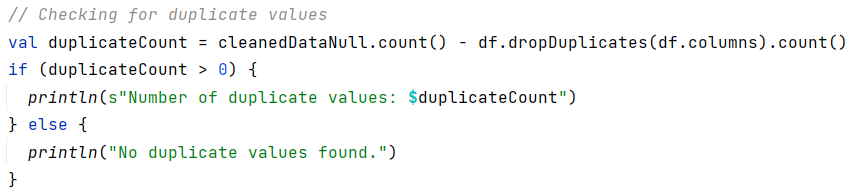 // Checking for duplicate values
val duplicateCount = cleanedDataNull.count() - df.dropDuplicates(df.columns).count()
if (duplicateCount > 0) {
  println(s"Number of duplicate values: $duplicateCount")
} else {
  println("No duplicate values found.")
}